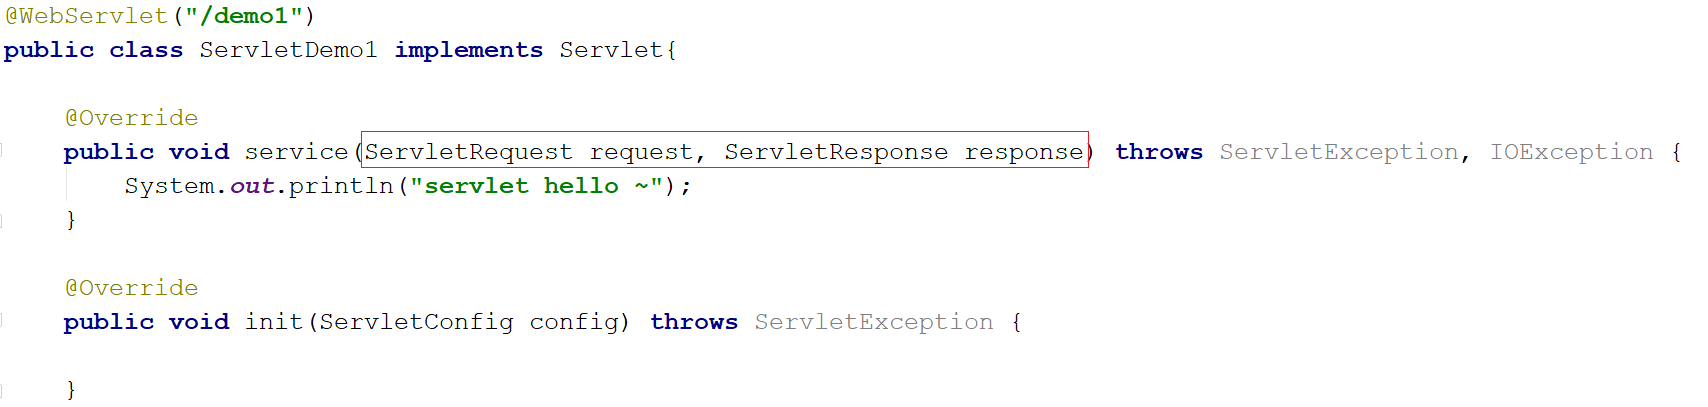 @WebServlet("/demo1")
public class ServletDemo1 implements Servlet{
@Override
public void service(ServletRequest request, ServletResponse response) throws ServletException, IOException {
System.out.println("servlet hello ~");
}
@Override
public void init(ServletConfig config) throws ServletException {
}